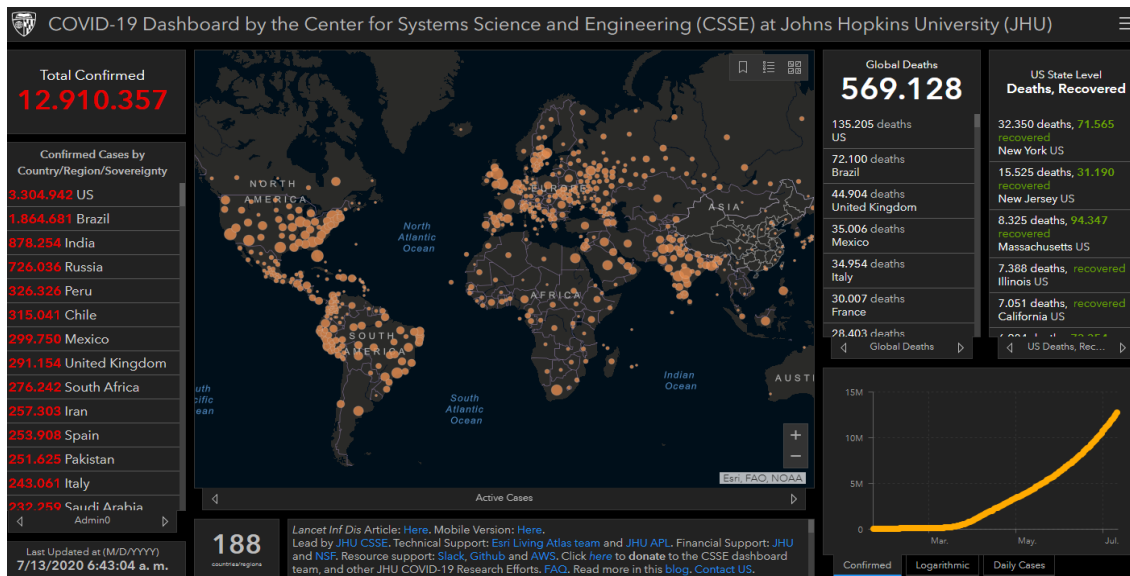 COVID-19 Dashboard by the Center for Systems Science and Engineering (CSSE) at Johns Hopkins University (JHU)
Total Confirmed
12.910.357
Confirmed Cases by
Country/Region/Sovereignty
3.304.942 US
1.864.681 Brazil
878.254 India
726.036 Russia
326.326 Peru
315.041 Chile
299.750 Mexico
291.154 United Kingdom
276.242 South Africa
257.303 Iran
253.908 Spain
251.625 Pakistan
243.061 Italy
232.259 Saudi Arabia
Admin0
Last Updated at (M/D/YYYY)
7/13/2020 6:43:04 a. m.
NORTH
AMERICA
EUROPE
ASIA
North
Atlantic
Ocean
AFRICA
SOUTH
AMERICA
Indian
Ocean
AUST
uth
cific
ean
South
Atlantic
Ocean
+
−
Esri, FAO, NOAA
Active Cases
188
countries/regions
Lancet Inf Dis Article: Here. Mobile Version: Here.
Lead by JHU CSSE. Technical Support: Esri Living Atlas team and JHU APL. Financial Support: JHU
and NSF. Resource support: Slack, Github and AWS. Click here to donate to the CSSE dashboard
team, and other JHU COVID-19 Research Efforts. FAQ. Read more in this blog. Contact US.
Global Deaths
569.128
135.205 deaths
US
72.100 deaths
Brazil
44.904 deaths
United Kingdom
35.006 deaths
Mexico
34.954 deaths
Italy
30.007 deaths
France
28.403 deaths
Global Deaths
US State Level
Deaths, Recovered
32.350 deaths, 71.565
recovered
New York US
15.525 deaths, 31.190
recovered
New Jersey US
8.325 deaths, 94.347
recovered
Massachusetts US
7.388 deaths, recovered
Illinois US
7.051 deaths, recovered
California US
US Deaths, Rec...
15M
10M
5M
0
Mar.
May.
Jul.
Confirmed
Logarithmic
Daily Cases